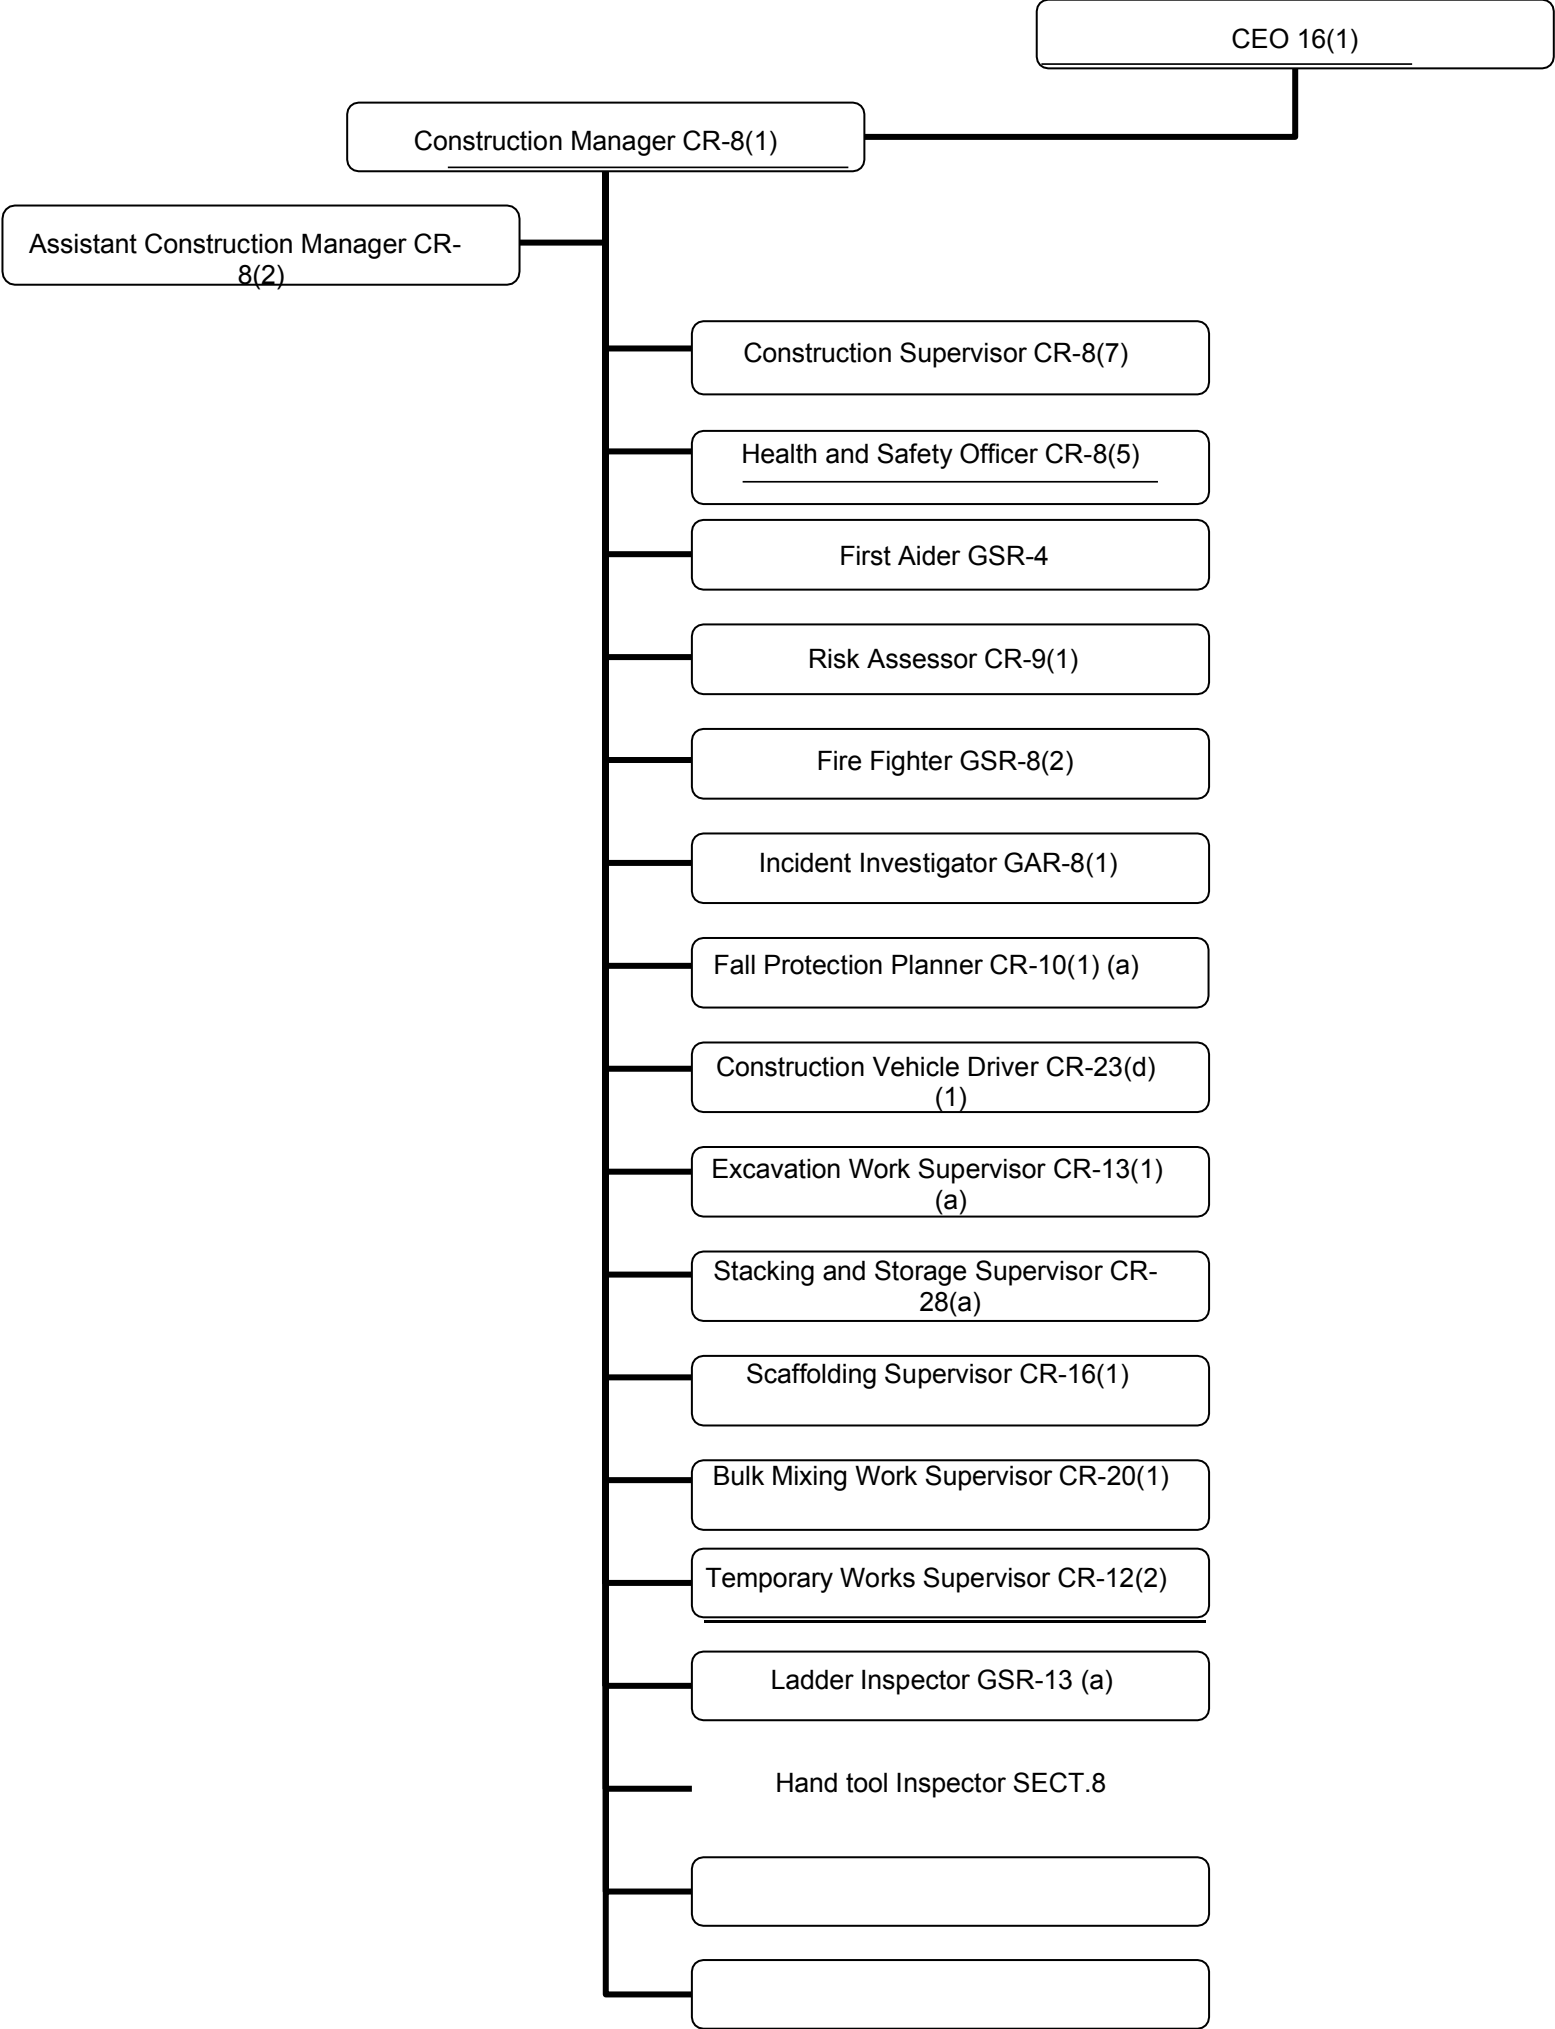 CEO 16(1)
Construction Manager CR-8(1)
Assistant Construction Manager CR-
8(2)
Construction Supervisor CR-8(7)
Health and Safety Officer CR-8(5)
First Aider GSR-4
Risk Assessor CR-9(1)
Fire Fighter GSR-8(2)
Incident Investigator GAR-8(1)
Fall Protection Planner CR-10(1) (a)
Construction Vehicle Driver CR-23(d)
(1)
Excavation Work Supervisor CR-13(1)
(a)
Stacking and Storage Supervisor CR-
28(a)
Scaffolding Supervisor CR-16(1)
Bulk Mixing Work Supervisor CR-20(1)
Temporary Works Supervisor CR-12(2)
Ladder Inspector GSR-13 (a)
Hand tool Inspector SECT.8